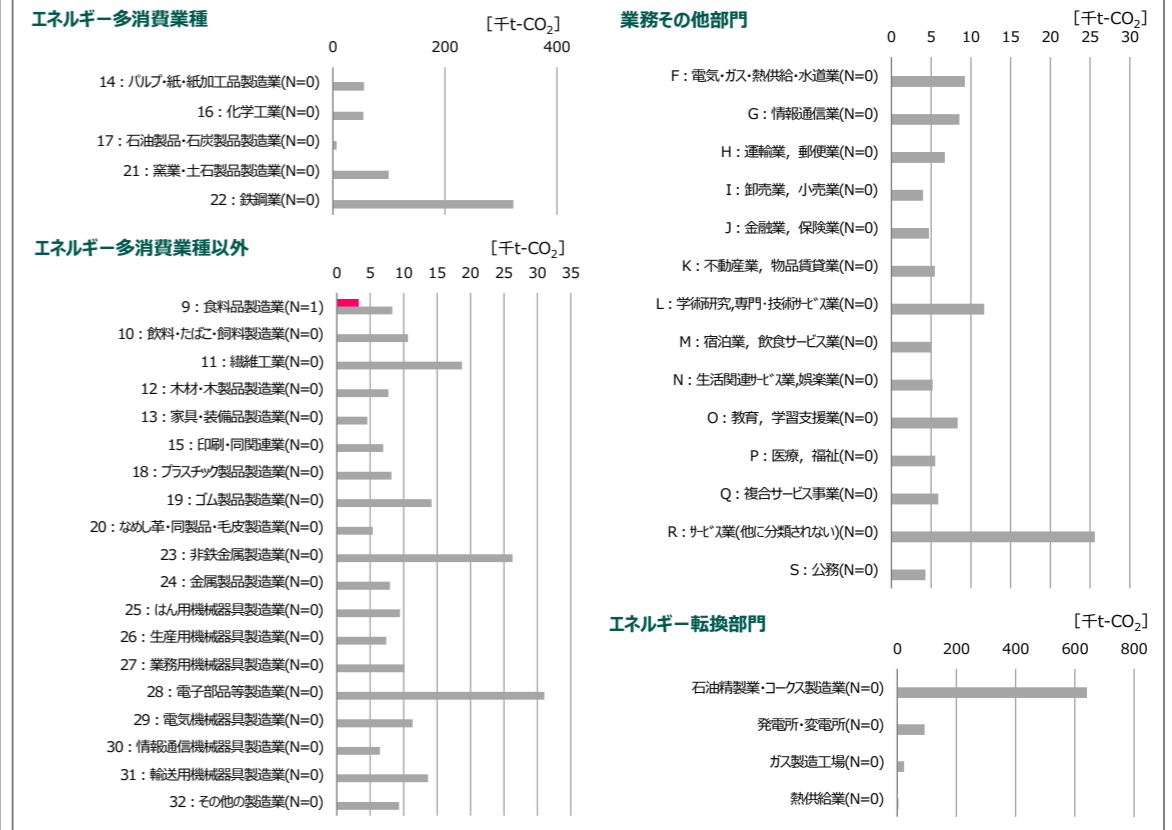 エネルギー多消費業種
[千t-CO2]
0 200 400
14：パルプ・紙・紙加工品製造業(N=0)
16：化学工業(N=0)
17：石油製品・石炭製品製造業(N=0)
21：窯業・土石製品製造業(N=0)
22：鉄鋼業(N=0)
エネルギー多消費業種以外
[千t-CO2]
0 5 10 15 20 25 30 35
9：食料品製造業(N=1)
10：飲料・たばこ・飼料製造業(N=0)
11：繊維工業(N=0)
12：木材・木製品製造業(N=0)
13：家具・装備品製造業(N=0)
15：印刷・同関連業(N=0)
18：プラスチック製品製造業(N=0)
19：ゴム製品製造業(N=0)
20：なめし革・同製品・毛皮製造業(N=0)
23：非鉄金属製造業(N=0)
24：金属製品製造業(N=0)
25：はん用機械器具製造業(N=0)
26：生産用機械器具製造業(N=0)
27：業務用機械器具製造業(N=0)
28：電子部品等製造業(N=0)
29：電気機械器具製造業(N=0)
30：情報通信機械器具製造業(N=0)
31：輸送用機械器具製造業(N=0)
32：その他の製造業(N=0)
業務その他部門
[千t-CO2]
0 5 10 15 20 25 30
F：電気・ガス・熱供給・水道業(N=0)
G：情報通信業(N=0)
H：運輸業，郵便業(N=0)
I：卸売業，小売業(N=0)
J：金融業，保険業(N=0)
K：不動産業，物品賃貸業(N=0)
L：学術研究,専門・技術サービス業(N=0)
M：宿泊業，飲食サービス業(N=0)
N：生活関連サービス業,娯楽業(N=0)
O：教育，学習支援業(N=0)
P：医療，福祉(N=0)
Q：複合サービス事業(N=0)
R：サービス業(他に分類されない)(N=0)
S：公務(N=0)
エネルギー転換部門
[千t-CO2]
0 200 400 600 800
石油精製業・コークス製造業(N=0)
発電所・変電所(N=0)
ガス製造工場(N=0)
熱供給業(N=0)